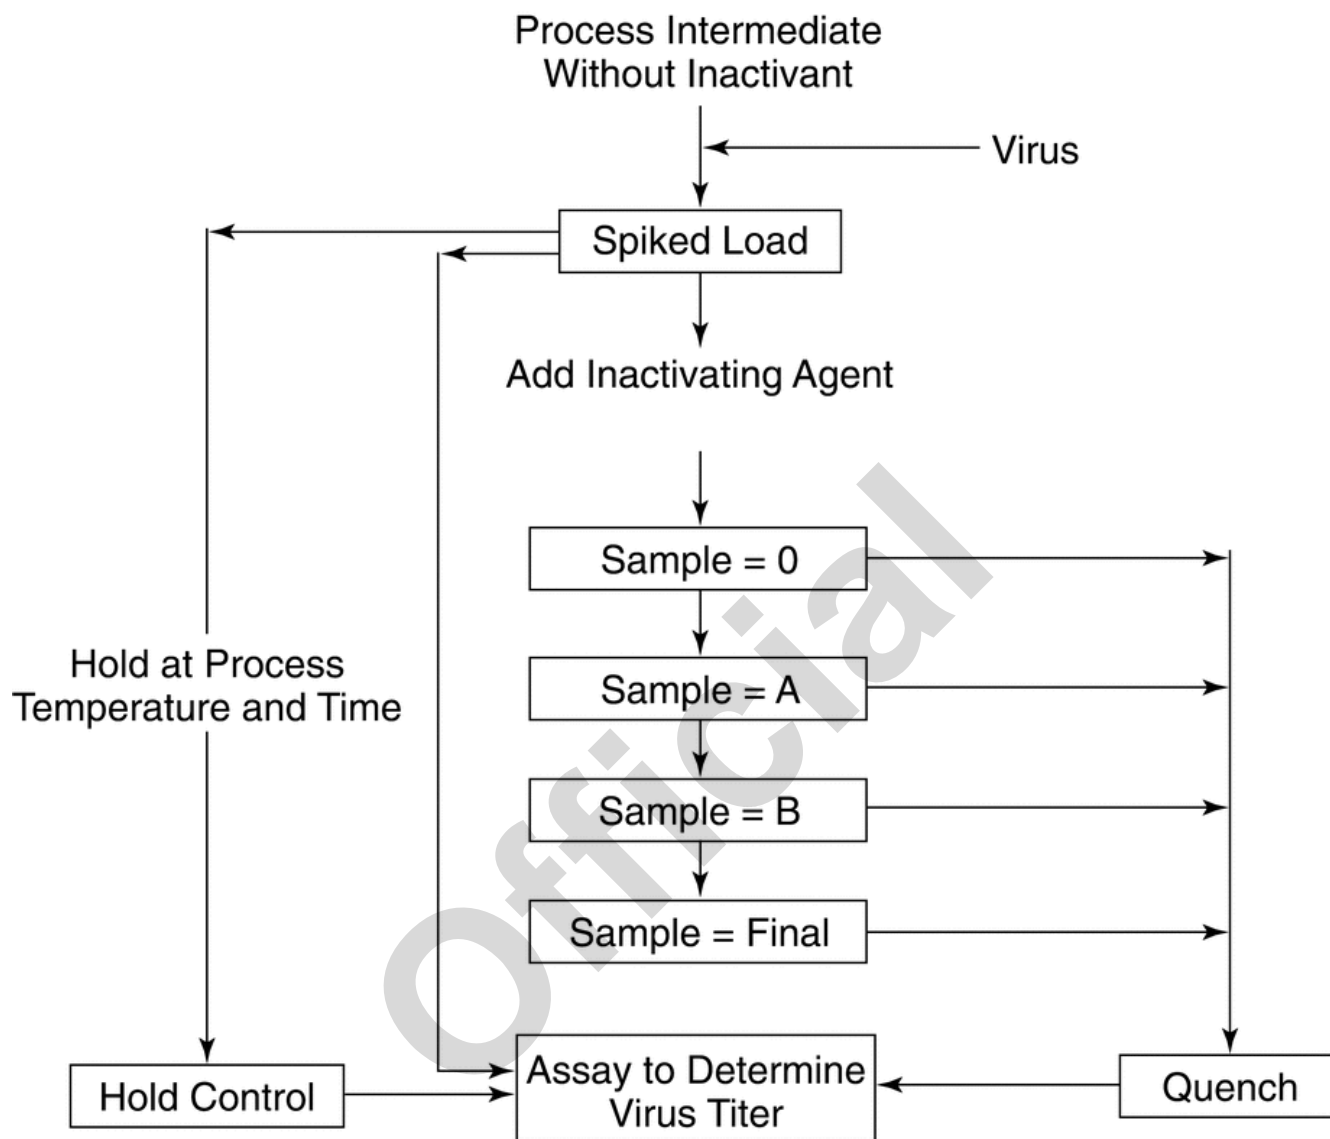 Process Intermediate
Without Inactivant
Virus
Spiked Load
Add Inactivating Agent
Sample = 0
Hold at Process
Temperature and Time
Sample = A
Sample = B
Sample = Final
Hold Control
Assay to Determine
Virus Titer
Quench
Official